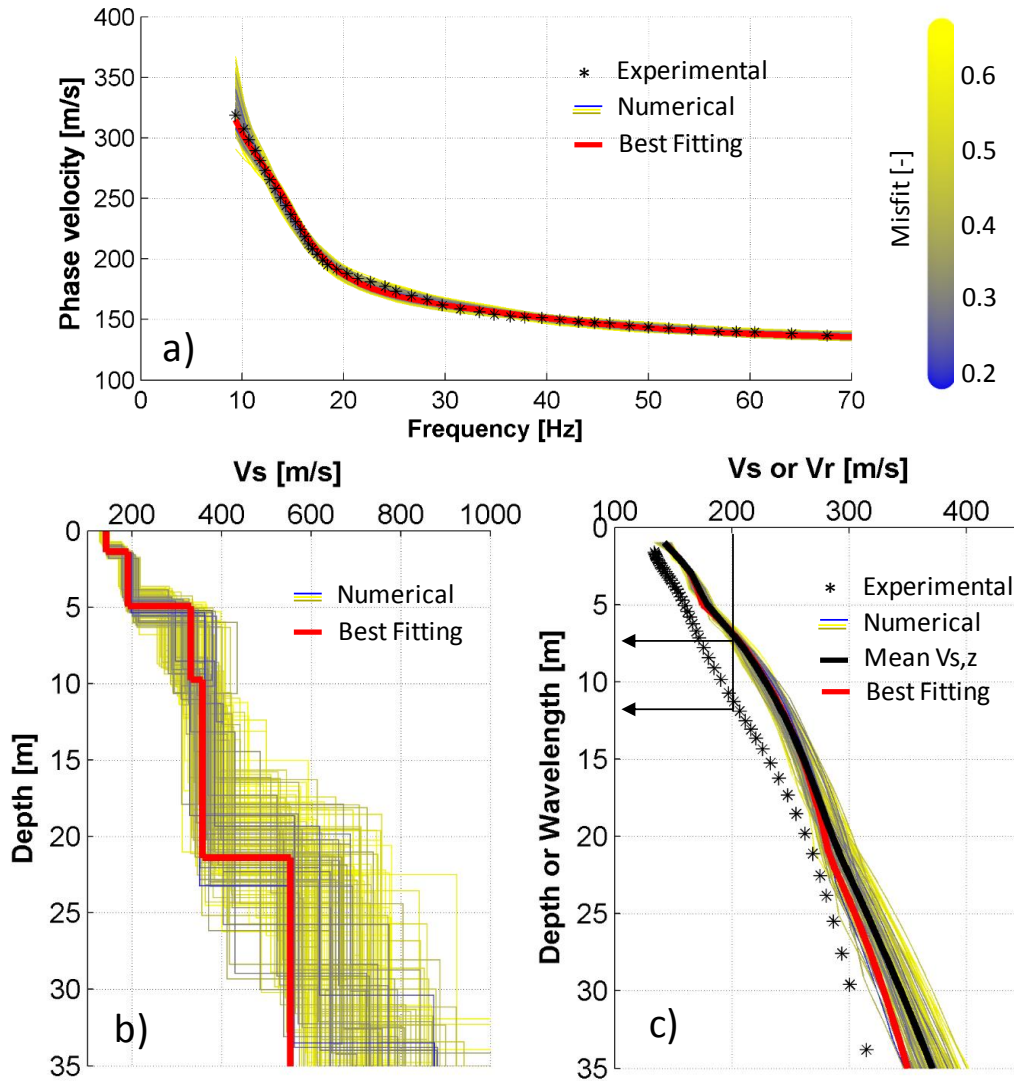 400
350
300
250
200
150
100
Phase velocity [m/s]
Experimental
Numerical
Best Fitting
a)
0 10 20 30 40 50 60 70
Frequency [Hz]
0.6
0.5
0.4
0.3
0.2
Misfit [-]
Vs [m/s]
200 400 600 800 1000
0
5
10
15
20
25
30
35
Depth [m]
Numerical
Best Fitting
b)
Vs or Vr [m/s]
100 200 300 400
0
5
10
15
20
25
30
35
Depth or Wavelength [m]
Experimental
Numerical
Mean Vs,z
Best Fitting
c)